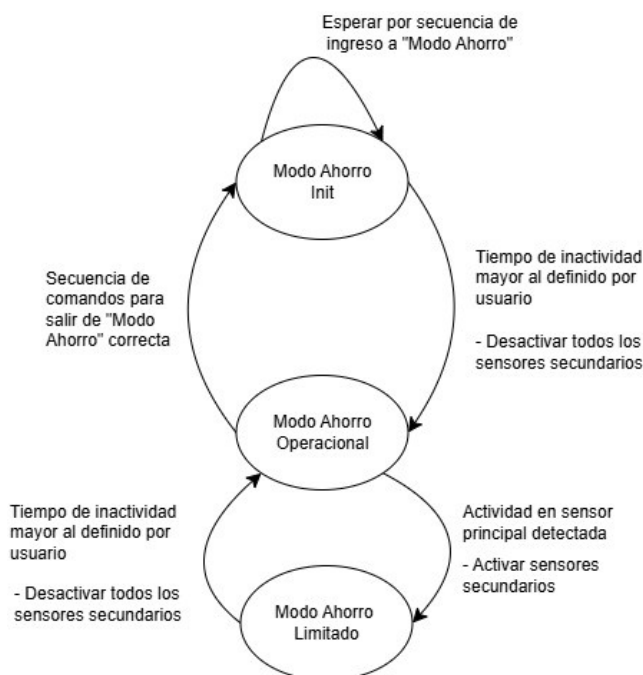 Esperar por secuencia de
ingreso a "Modo Ahorro"
Modo Ahorro
Init
Secuencia de
comandos para
salir de "Modo
Ahorro" correcta
Tiempo de inactividad
mayor al definido por
usuario
- Desactivar todos los
sensores secundarios
Modo Ahorro
Operacional
Tiempo de inactividad
mayor al definido por
usuario
- Desactivar todos los
sensores secundarios
Actividad en sensor
principal detectada
- Activar sensores
secundarios
Modo Ahorro
Limitado